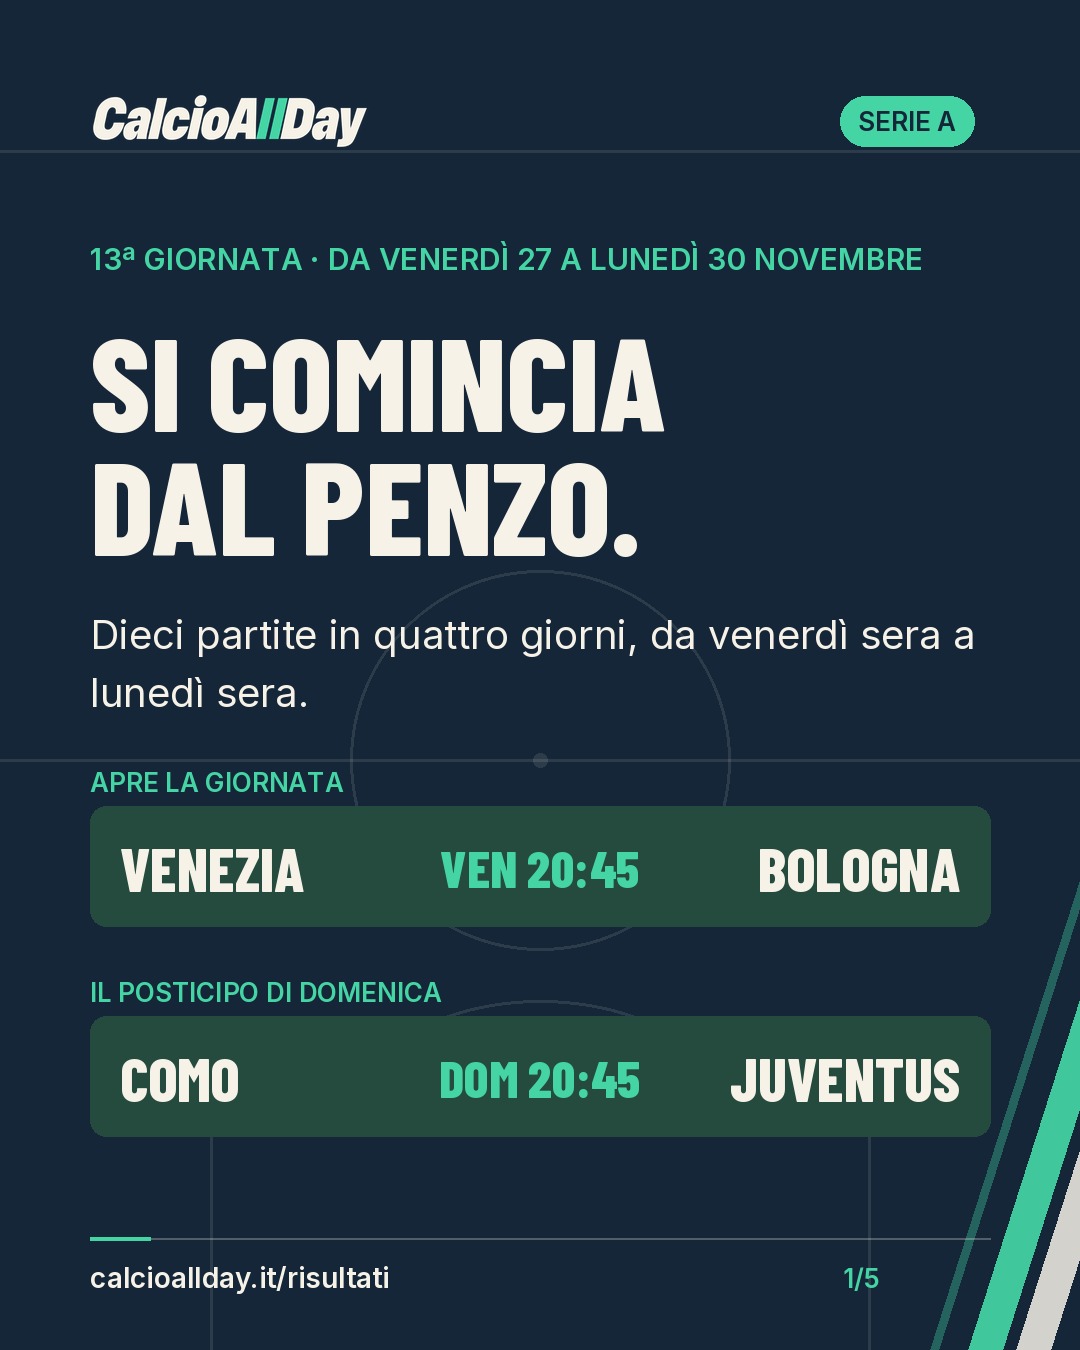 CalcioAllDay
SERIE A
13ª GIORNATA · DA VENERDÌ 27 A LUNEDÌ 30 NOVEMBRE
SI COMINCIA
DAL PENZO.
Dieci partite in quattro giorni, da venerdì sera a
lunedì sera.
APRE LA GIORNATA
VENEZIA VEN 20:45 BOLOGNA
IL POSTICIPO DI DOMENICA
COMO DOM 20:45 JUVENTUS
calcioallday.it/risultati 1/5